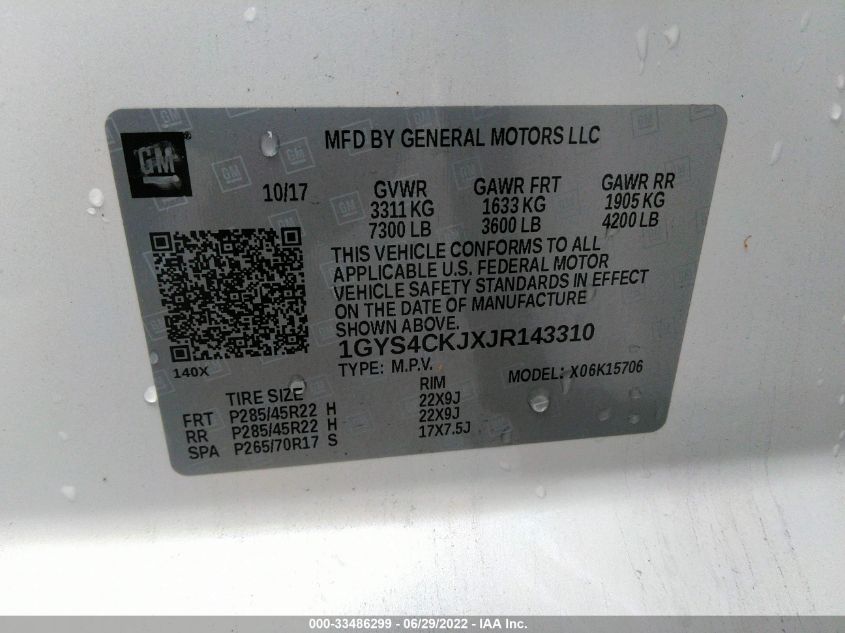 GM
MFD BY GENERAL MOTORS LLC
10/17 GVWR GAWR FRT GAWR RR
3311 KG 1633 KG 1905 KG
7300 LB 3600 LB 4200 LB
THIS VEHICLE CONFORMS TO ALL
APPLICABLE U.S. FEDERAL MOTOR
VEHICLE SAFETY STANDARDS IN EFFECT
ON THE DATE OF MANUFACTURE
SHOWN ABOVE.
1GYS4CKJXJR143310
140X
TYPE: M.P.V. MODEL: X06K15706
TIRE SIZE RIM
FRT P285/45R22 H 22X9J
RR P285/45R22 H 22X9J
SPA P265/70R17 S 17X7.5J
000-33486299 - 06/29/2022 - IAA Inc.